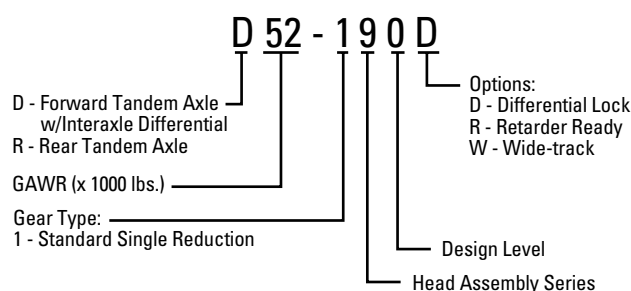 D 52 - 1 9 0 D
D - Forward Tandem Axle
w/Interaxle Differential
R - Rear Tandem Axle
GAWR (x 1000 lbs.)
Gear Type:
1 - Standard Single Reduction
Options:
D - Differential Lock
R - Retarder Ready
W - Wide-track
Design Level
Head Assembly Series